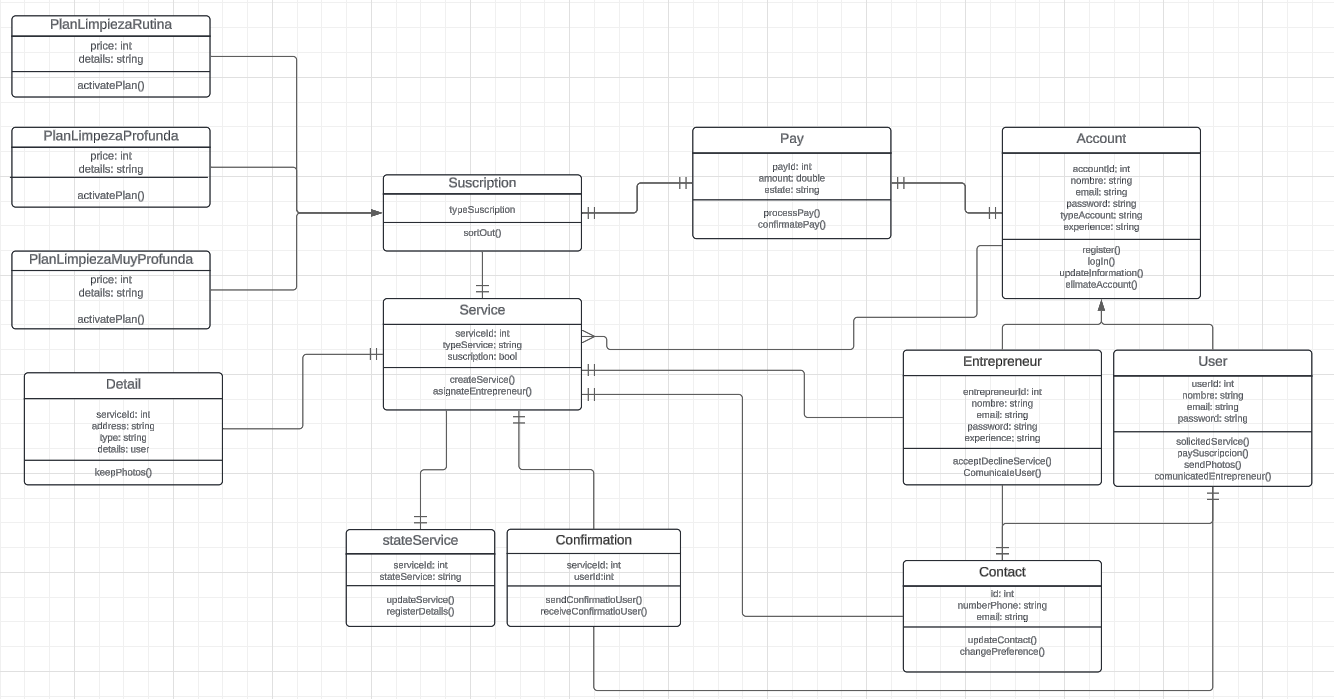 PlanLimpiezaRutina
price: int
details: string
activatePlan()
PlanLimpezaProfunda
price: int
details: string
activatePlan()
PlanLimpiezaMuyProfunda
price: int
details: string
activatePlan()
Detail
serviceId: int
address: string
type: string
details: user
keepPhotos()
Suscription
typeSuscription
sortOut()
Service
serviceId: int
typeService; string
suscription: bool
createService()
asignateEntrepreneur()
stateService
serviceId: int
stateService: string
updateService()
registerDetails()
Confirmation
serviceId: int
userId:int
sendConfirmatioUser()
receiveConfirmatioUser()
Pay
payId: int
amount: double
estate: string
processPay()
confirmatePay()
Account
accountId; int
nombre: string
email: string
password: string
typeAccount: string
experience: string
register()
logIn()
updateInformation()
elimateAccount()
Entrepreneur
entrepreneurId: int
nombre: string
email: string
password: string
experience; string
acceptDeclineService()
ComunicateUser()
User
userId: int
nombre: string
email: string
password: string
solicitedService()
paySuscripcion()
sendPhotos()
comunicatedEntrepreneur()
Contact
id: int
numberPhone: string
email: string
updateContact()
changePreference()